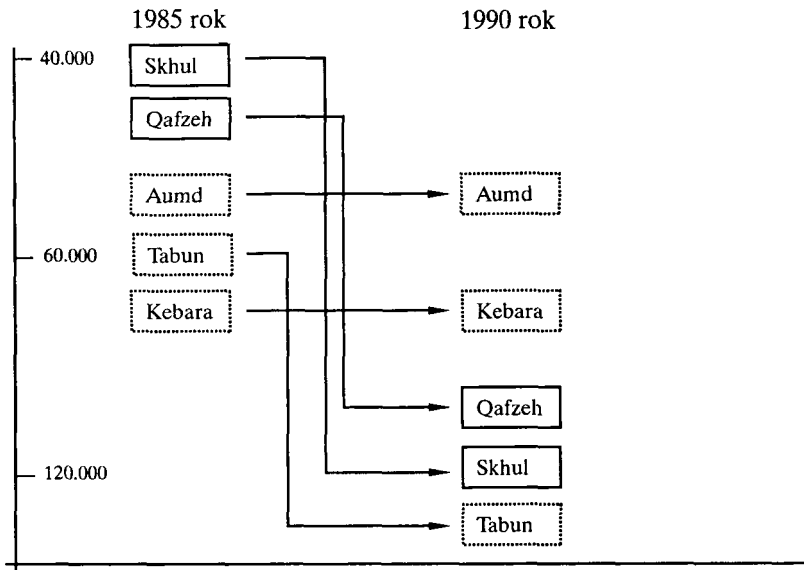 1985 rok 1990 rok
40.000 Skhul
Qafzeh
Aumd Aumd
60.000 Tabun
Kebara Kebara
Qafzeh
120.000 Skhul
Tabun